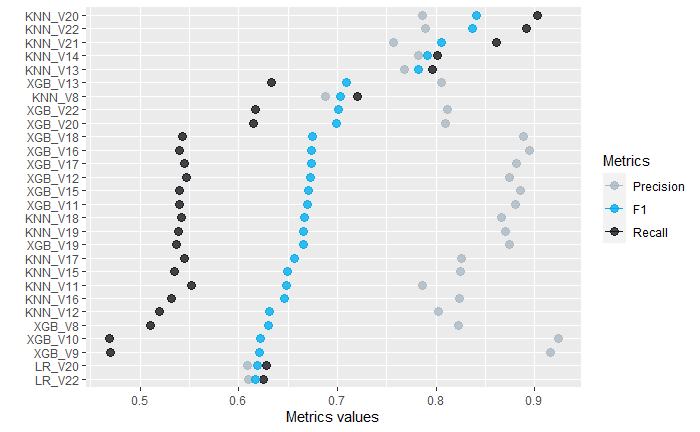 KNN_V20
KNN_V22
KNN_V21
KNN_V14
KNN_V13
XGB_V13
KNN_V8
XGB_V22
XGB_V20
XGB_V18
XGB_V16
XGB_V17
XGB_V12
XGB_V15
XGB_V11
KNN_V18
KNN_V19
XGB_V19
KNN_V17
KNN_V15
KNN_V11
KNN_V16
KNN_V12
XGB_V8
XGB_V10
XGB_V9
LR_V20
LR_V22
0.5 0.6 0.7 0.8 0.9
Metrics values
Metrics
Precision
F1
Recall